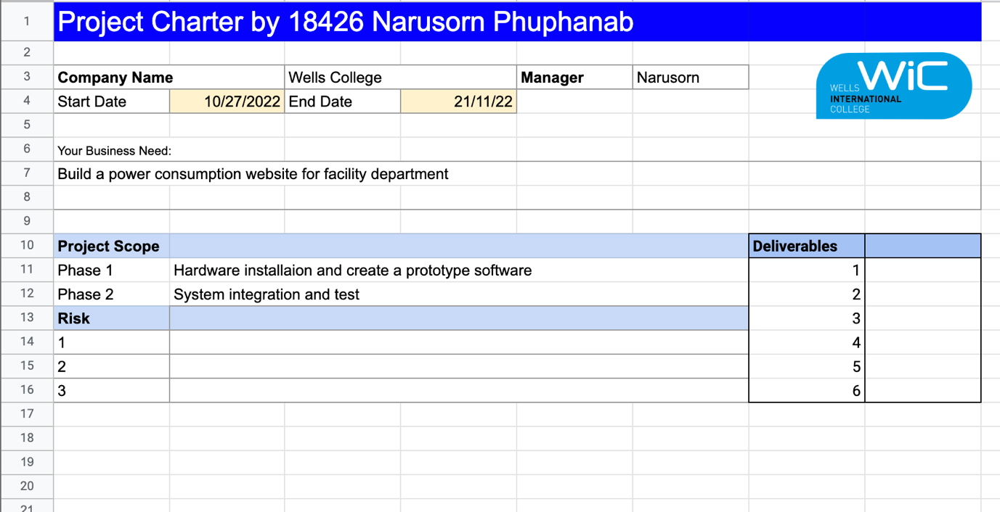 1 Project Charter by 18426 Narusorn Phuphanab
2
3 Company Name Wells College Manager Narusorn
WiC
WELLS
INTERNATIONAL
COLLEGE
4 Start Date 10/27/2022 End Date 21/11/22
5
6 Your Business Need:
7 Build a power consumption website for facility department
8
9
10 Project Scope Deliverables
11 Phase 1 Hardware installaion and create a prototype software 1
12 Phase 2 System integration and test 2
13 Risk 3
14 1 4
15 2 5
16 3 6
17
18
19
20
21